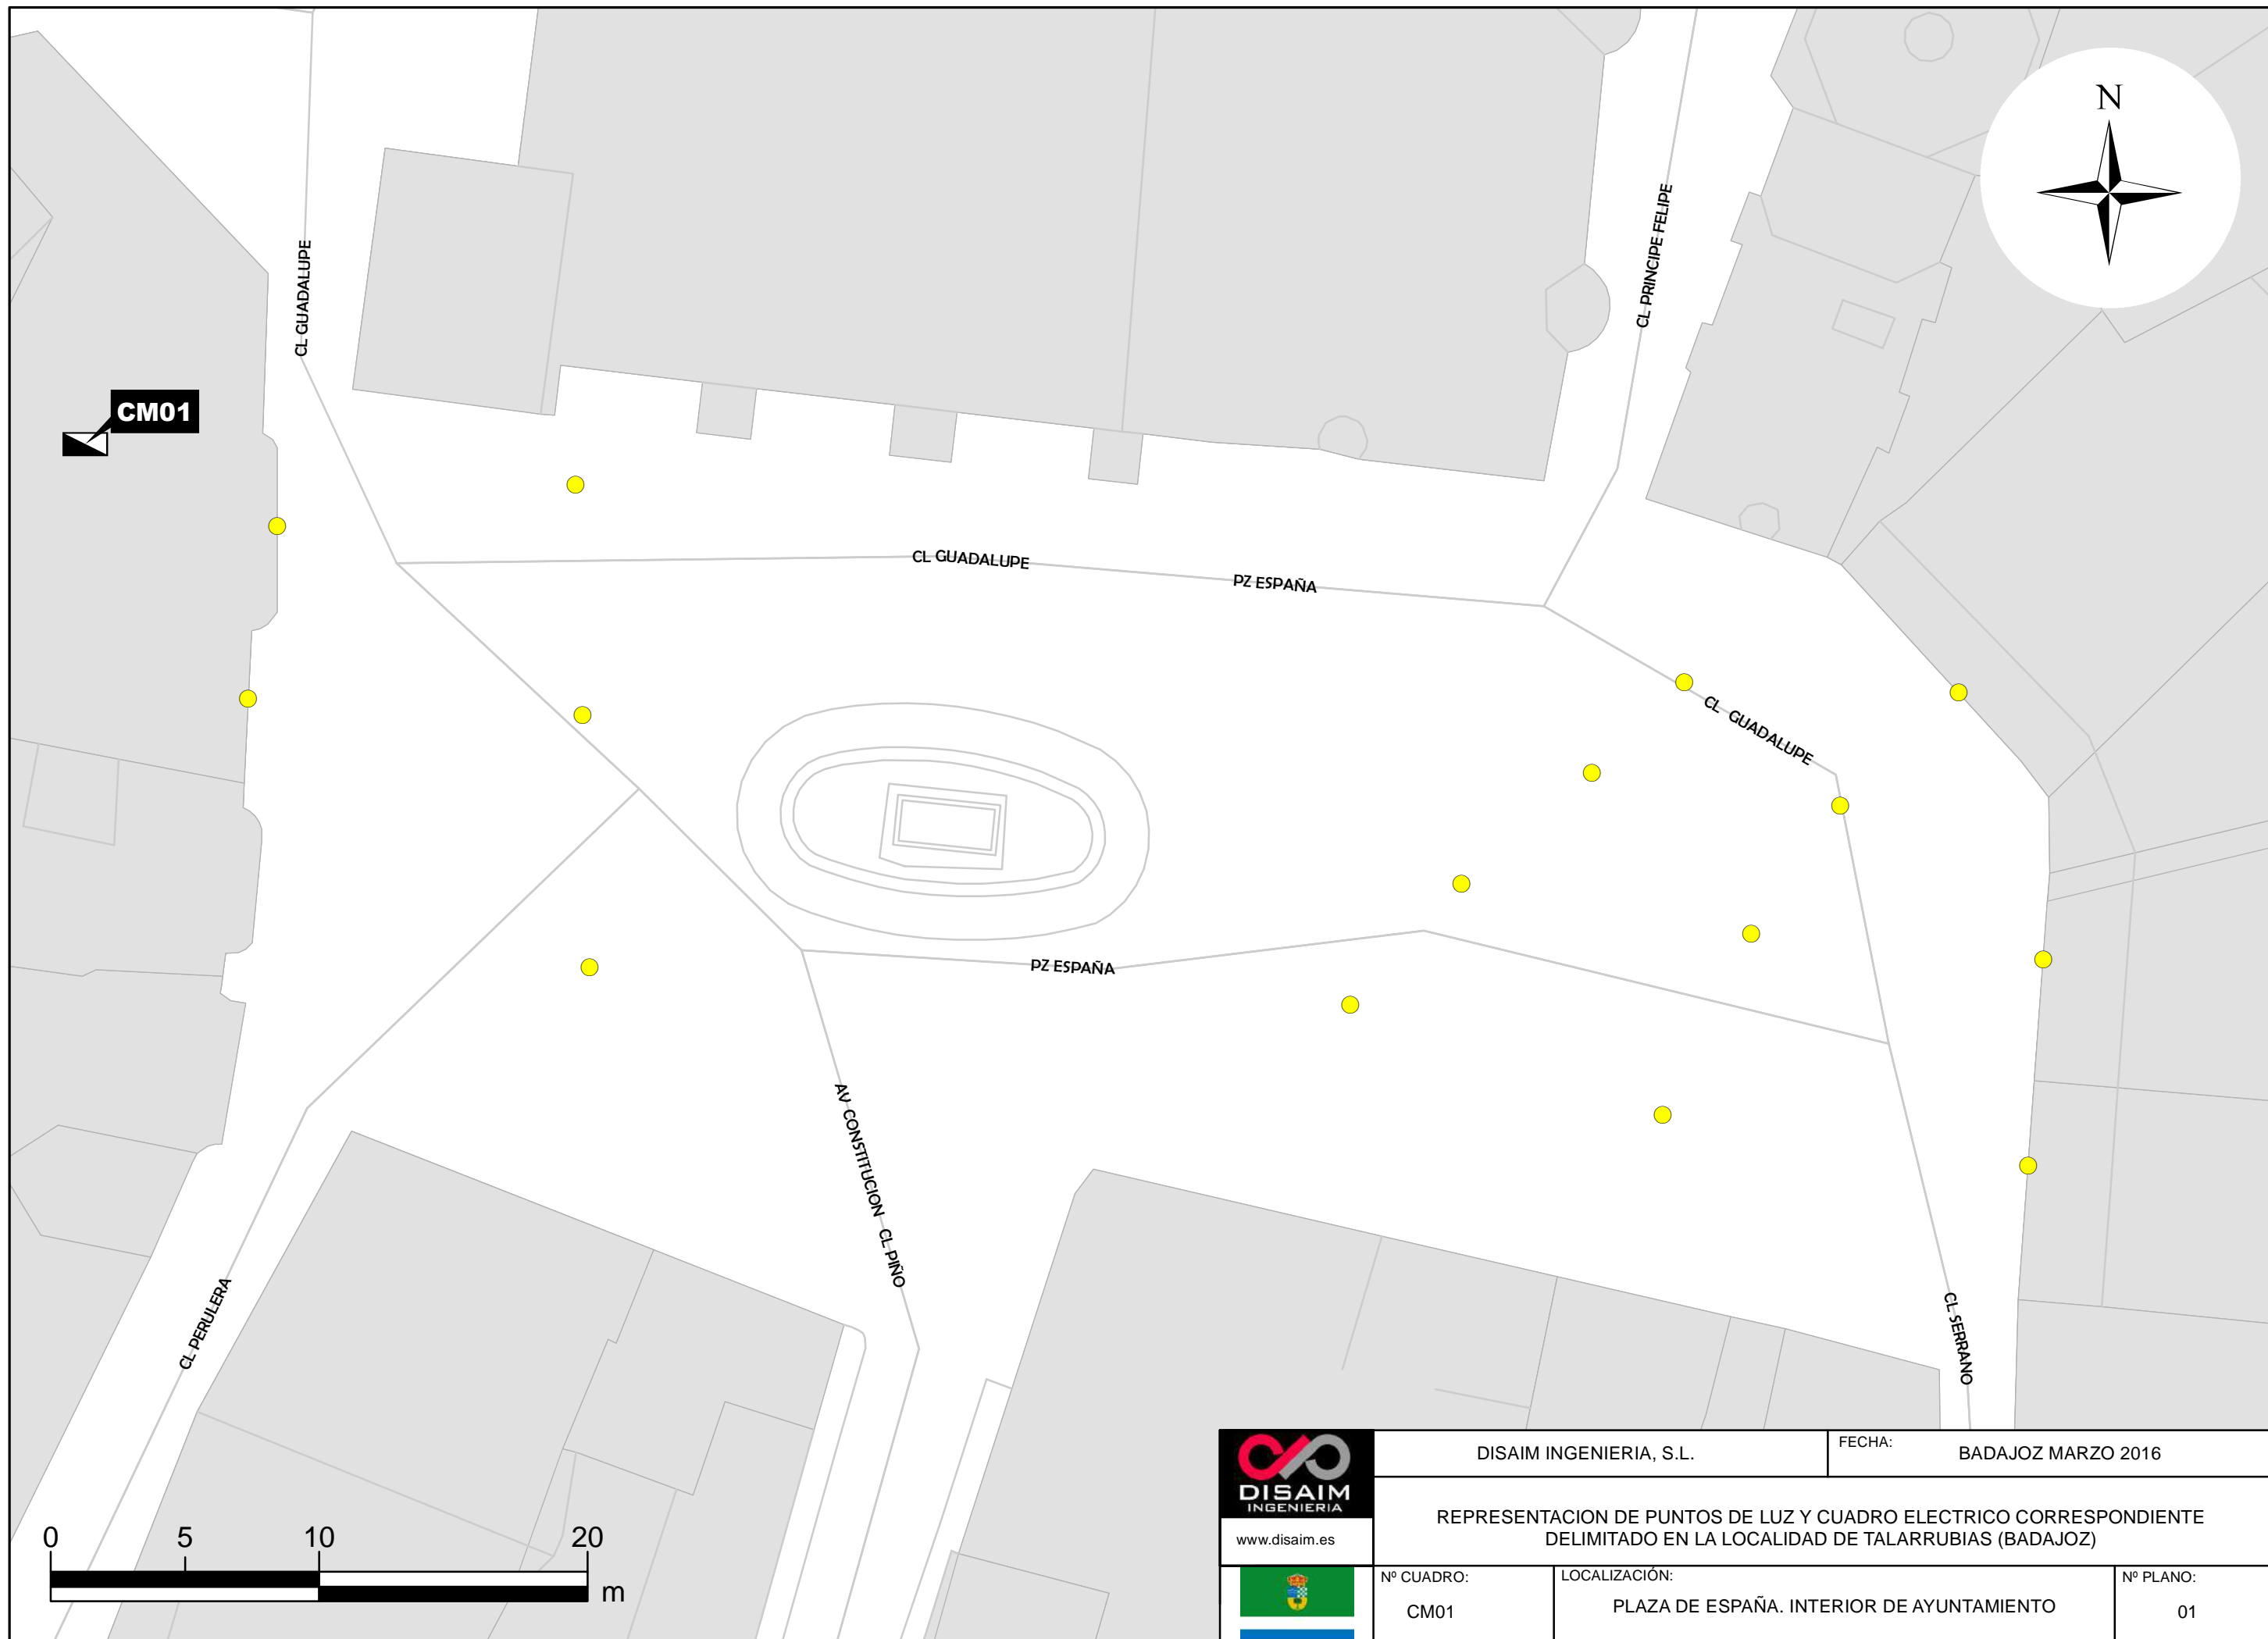 N
CL GUADALUPE
CL PRINCIPE FELIPE
CM01
CL GUADALUPE
PZ ESPAÑA
CL GUADALUPE
PZ ESPAÑA
AV CONSTITUCION CL PIÑO
CL PERULERA
CL SERRANO
0 5 10 20
m
DISAIM
INGENIERIA
www.disaim.es
DISAIM INGENIERIA, S.L.
FECHA:
BADAJOZ MARZO 2016
REPRESENTACION DE PUNTOS DE LUZ Y CUADRO ELECTRICO CORRESPONDIENTE
DELIMITADO EN LA LOCALIDAD DE TALARRUBIAS (BADAJOZ)
Nº CUADRO:
CM01
LOCALIZACIÓN:
PLAZA DE ESPAÑA. INTERIOR DE AYUNTAMIENTO
Nº PLANO:
01